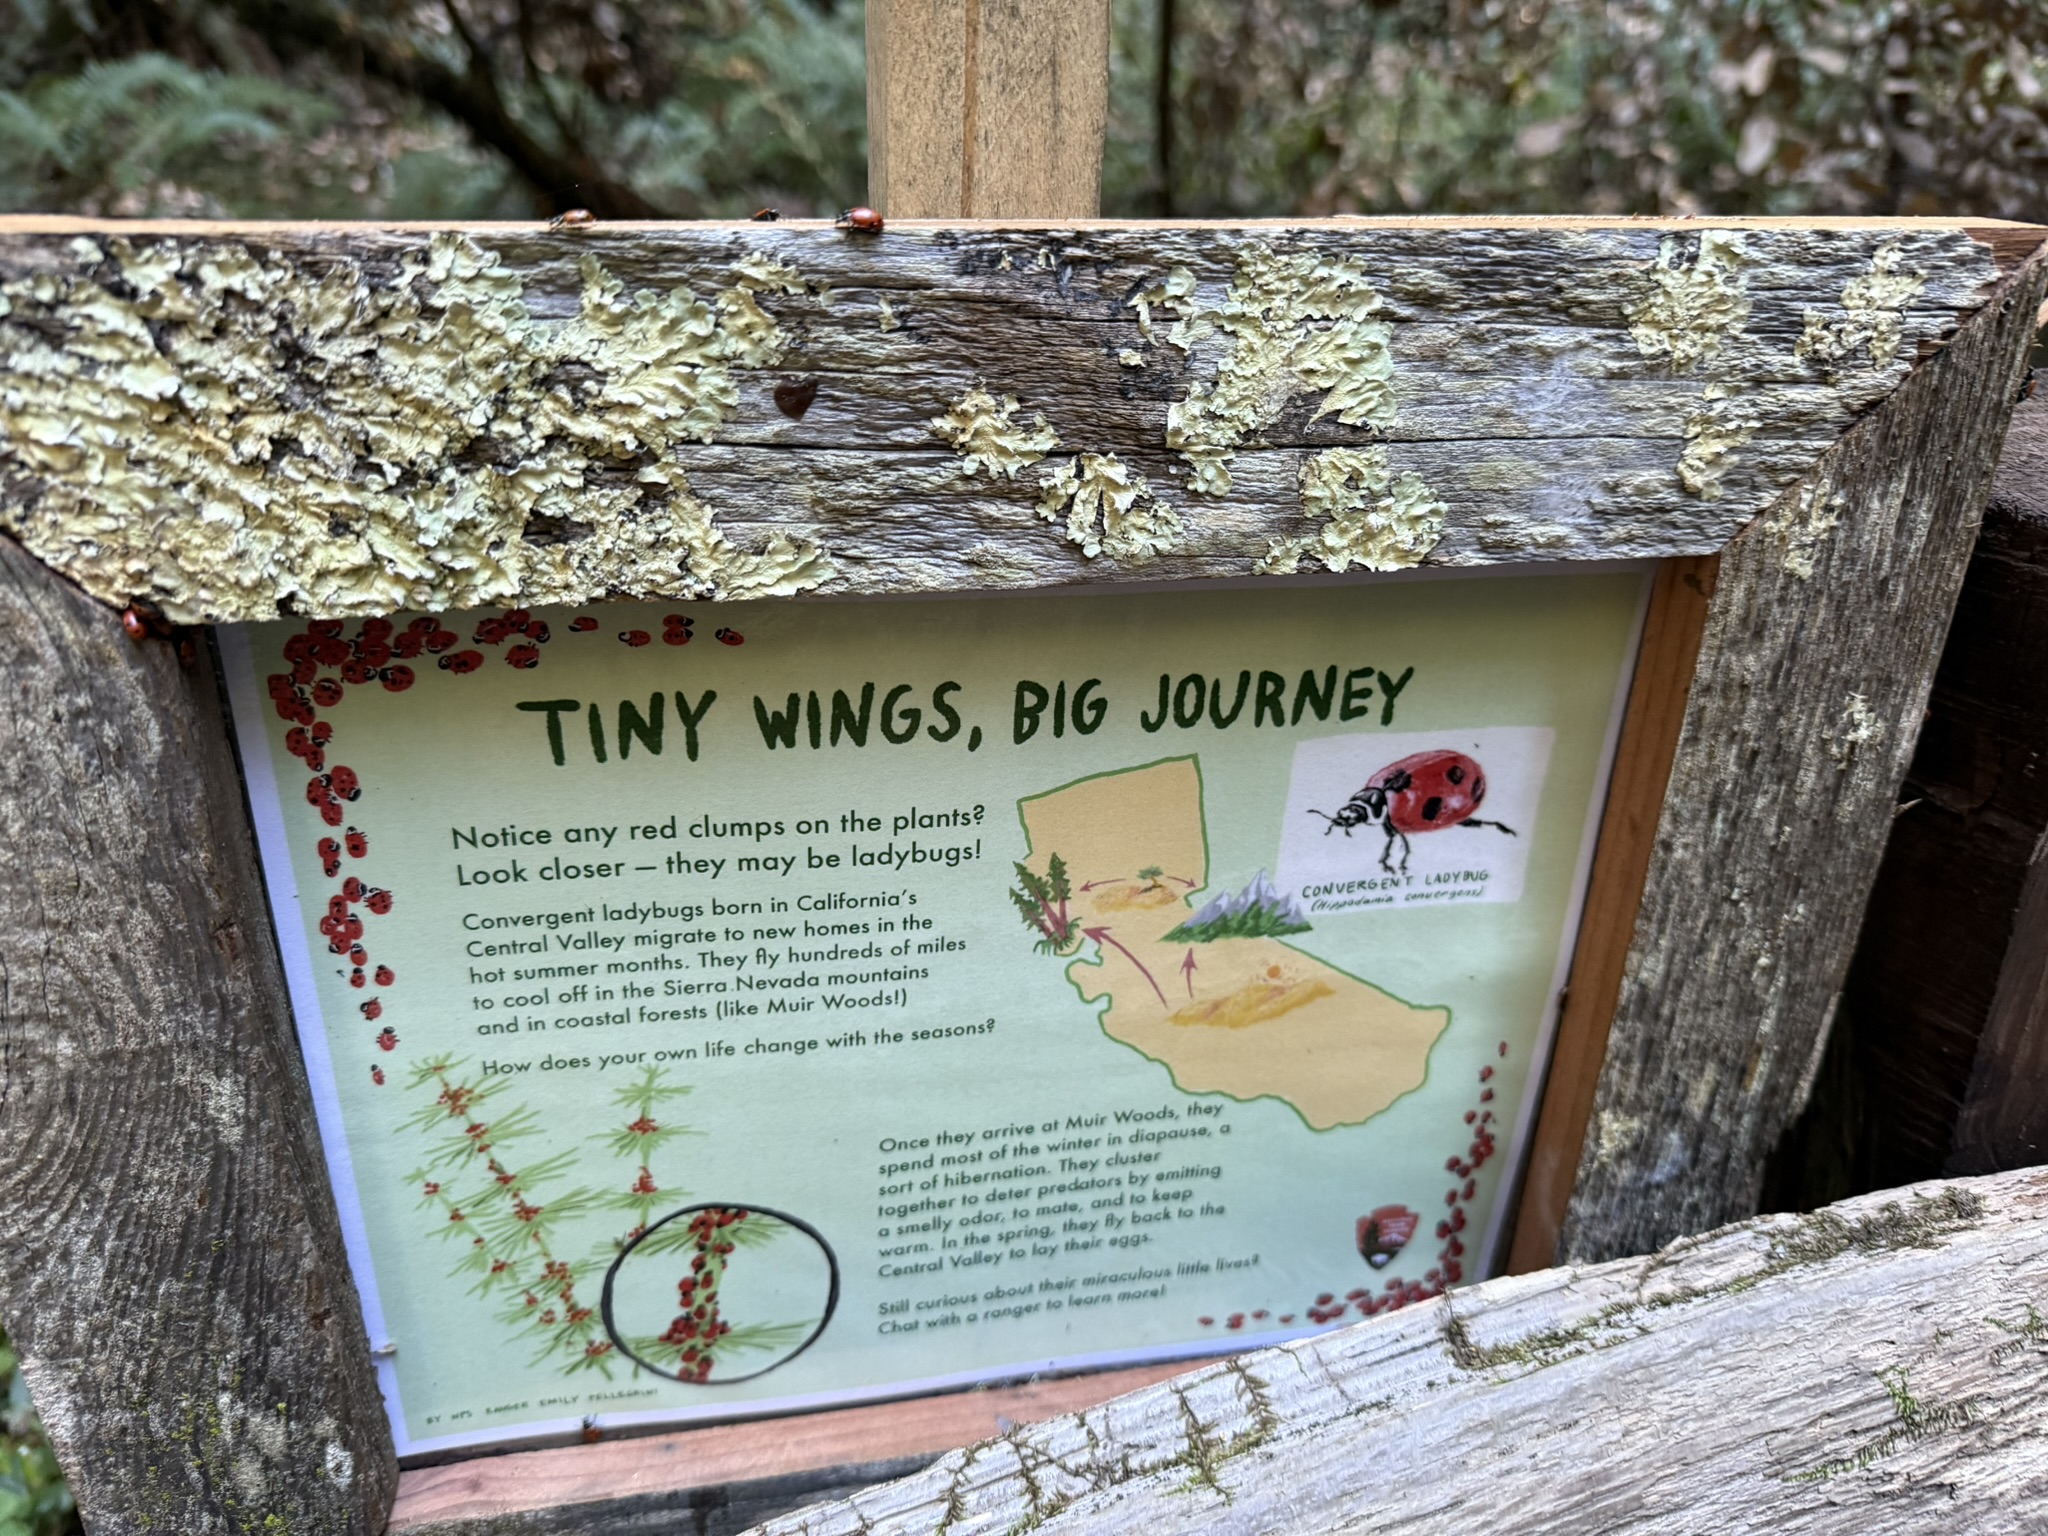 TINY WINGS, BIG JOURNEY
Notice any red clumps on the plants?
Look closer – they may be ladybugs!
Convergent ladybugs born in California's
Central Valley migrate to new homes in the
hot summer months. They fly hundreds of miles
to cool off in the Sierra Nevada mountains
and in coastal forests (like Muir Woods!)
How does your own life change with the seasons?
CONVERGENT LADYBUG
(Hippodamia convergens)
Once they arrive at Muir Woods, they
spend most of the winter in diapause, a
sort of hibernation. They cluster
together to deter predators by emitting
a smelly odor, to mate, and to keep
warm. In the spring, they fly back to the
Central Valley to lay their eggs.
Still curious about their miraculous little lives?
Chat with a ranger to learn more!
BY NPS RANGER EMILY PELLEGRINI